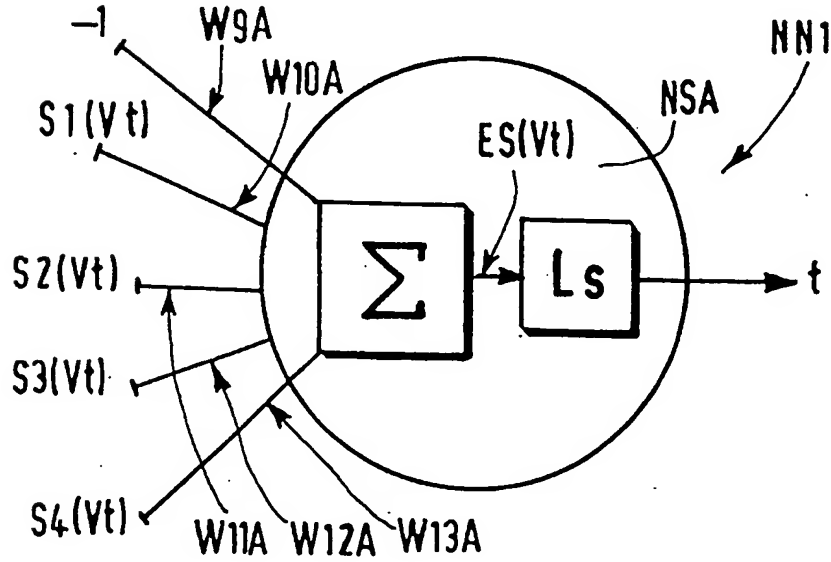 -1
W9A
NN1
W10A
S1(Vt)
NSA
ES(Vt)
S2(Vt)
Σ
Ls
t
S3(Vt)
S4(Vt)
W11A
W12A
W13A